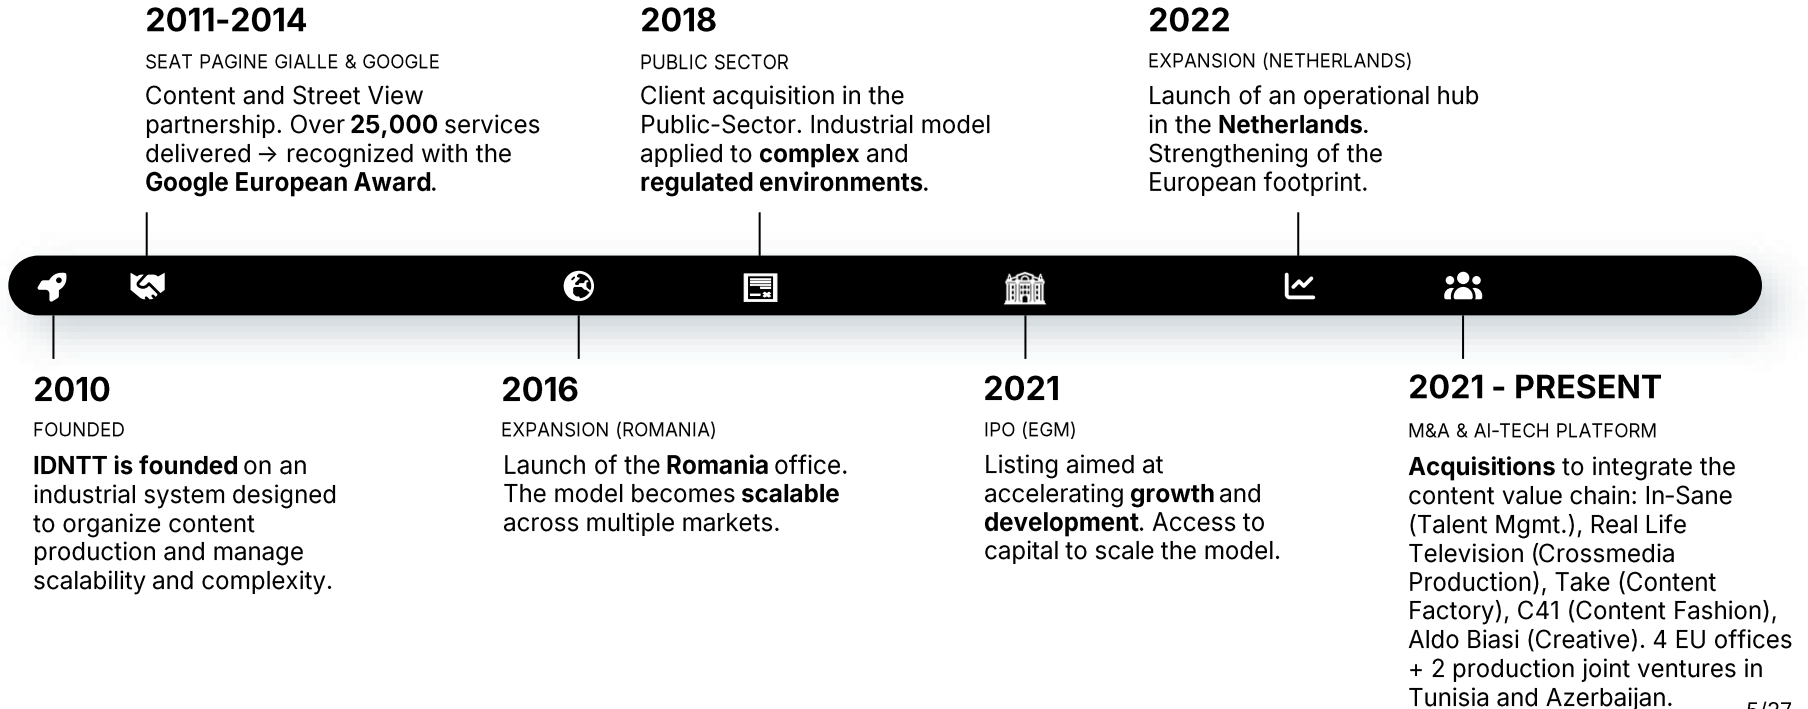 2011-2014
SEAT PAGINE GIALLE & GOOGLE
Content and Street View
partnership. Over 25,000 services
delivered → recognized with the
Google European Award.
2018
PUBLIC SECTOR
Client acquisition in the
Public-Sector. Industrial model
applied to complex and
regulated environments.
2022
EXPANSION (NETHERLANDS)
Launch of an operational hub
in the Netherlands.
Strengthening of the
European footprint.
2010
FOUNDED
IDNTT is founded on an
industrial system designed
to organize content
production and manage
scalability and complexity.
2016
EXPANSION (ROMANIA)
Launch of the Romania office.
The model becomes scalable
across multiple markets.
2021
IPO (EGM)
Listing aimed at
accelerating growth and
development. Access to
capital to scale the model.
2021 - PRESENT
M&A & AI-TECH PLATFORM
Acquisitions to integrate the
content value chain: In-Sane
(Talent Mgmt.), Real Life
Television (Crossmedia
Production), Take (Content
Factory), C41 (Content Fashion),
Aldo Biasi (Creative). 4 EU offices
+ 2 production joint ventures in
Tunisia and Azerbaijan.